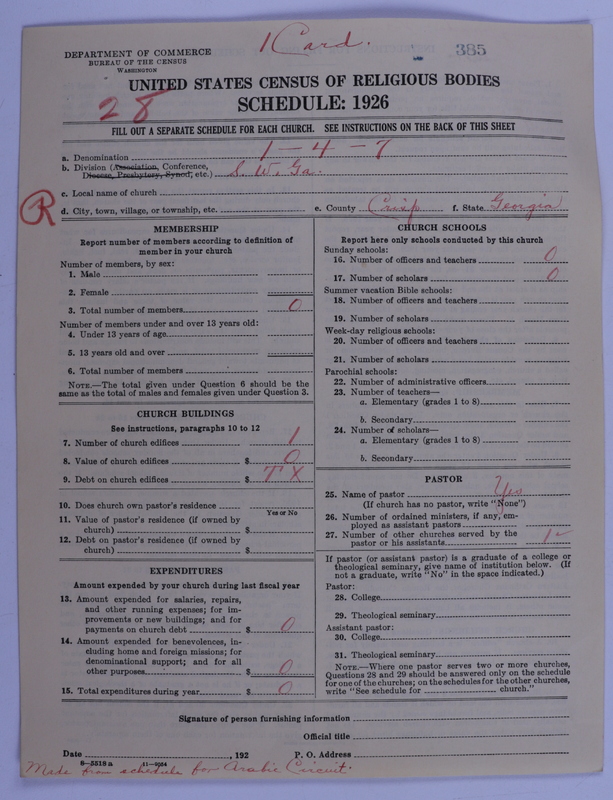 1 Card.
385
DEPARTMENT OF COMMERCE
BUREAU OF THE CENSUS
WASHINGTON
UNITED STATES CENSUS OF RELIGIOUS BODIES
28
SCHEDULE: 1926
FILL OUT A SEPARATE SCHEDULE FOR EACH CHURCH. SEE INSTRUCTIONS ON THE BACK OF THIS SHEET
a. Denomination 1-4-7
b. Division (Association, Conference, Diocese, Presbytery, Synod, etc.) S. W. Ga.
c. Local name of church
R
d. City, town, village, or township, etc. e. County Crisp f. State Georgia
MEMBERSHIP
Report number of members according to definition of
member in your church
Number of members, by sex:
1. Male
2. Female
3. Total number of members 0
Number of members under and over 13 years old:
4. Under 13 years of age
5. 13 years old and over
6. Total number of members
NOTE.—The total given under Question 6 should be the
same as the total of males and females given under Question 3.
CHURCH BUILDINGS
See instructions, paragraphs 10 to 12
7. Number of church edifices 1
8. Value of church edifices $ 0
9. Debt on church edifices $ TX
10. Does church own pastor's residence
Yes or No
11. Value of pastor's residence (if owned by
church) $
12. Debt on pastor's residence (if owned by
church) $
EXPENDITURES
Amount expended by your church during last fiscal year
13. Amount expended for salaries, repairs,
and other running expenses; for im-
provements or new buildings; and for
payments on church debt $ 0
14. Amount expended for benevolences, in-
cluding home and foreign missions; for
denominational support; and for all
other purposes $ 0
15. Total expenditures during year $ 0
CHURCH SCHOOLS
Report here only schools conducted by this church
Sunday schools:
16. Number of officers and teachers 0
17. Number of scholars 0
Summer vacation Bible schools:
18. Number of officers and teachers
19. Number of scholars
Week-day religious schools:
20. Number of officers and teachers
21. Number of scholars
Parochial schools:
22. Number of administrative officers
23. Number of teachers—
a. Elementary (grades 1 to 8)
b. Secondary
24. Number of scholars—
a. Elementary (grades 1 to 8)
b. Secondary
PASTOR
25. Name of pastor Yes
(If church has no pastor, write "None")
26. Number of ordained ministers, if any, em-
ployed as assistant pastors
27. Number of other churches served by the
pastor or his assistants
If pastor (or assistant pastor) is a graduate of a college or
theological seminary, give name of institution below. (If
not a graduate, write "No" in the space indicated.)
Pastor:
28. College
29. Theological seminary
Assistant pastor:
30. College
31. Theological seminary
NOTE.—Where one pastor serves two or more churches,
Questions 28 and 29 should be answered only on the schedule
for one of the churches; on the schedules for the other churches,
write "See schedule for church."
Signature of person furnishing information
Official title
Date , 192 P. O. Address
8—5518 a 11—9084
Made from schedule for Arabie Circuit.